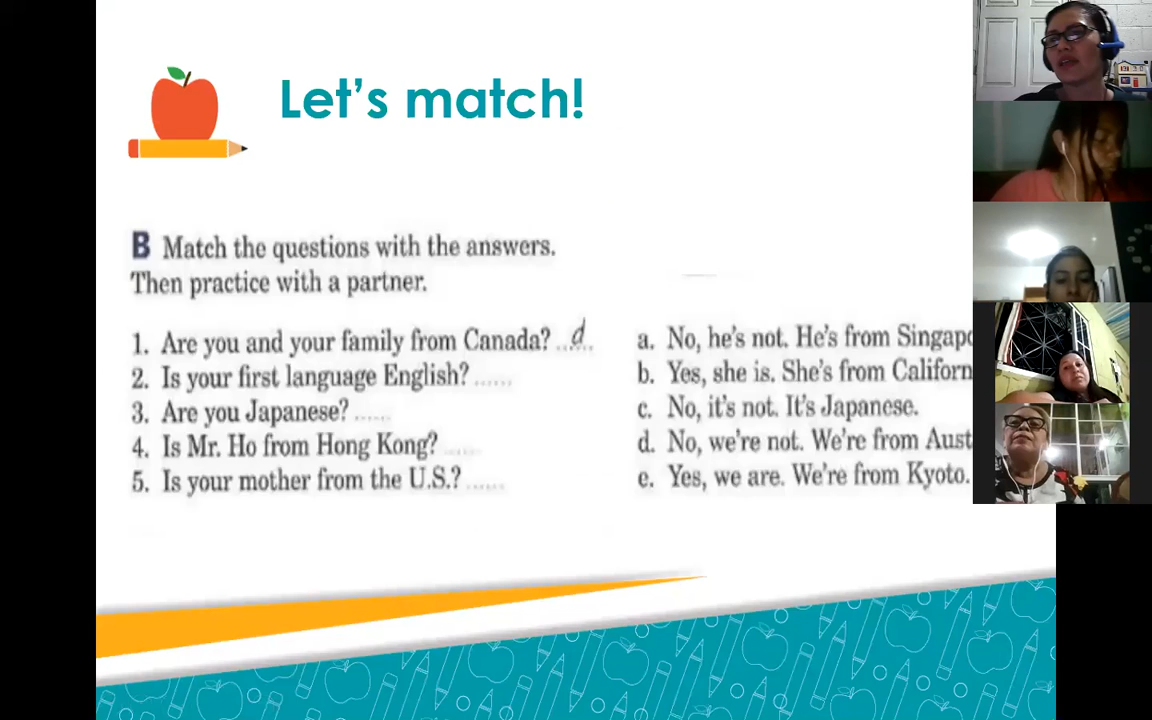 Let's match!
B Match the questions with the answers.
Then practice with a partner.
1. Are you and your family from Canada? ..d..
2. Is your first language English? ......
3. Are you Japanese? ......
4. Is Mr. Ho from Hong Kong? ......
5. Is your mother from the U.S.? ......
a. No, he's not. He's from Singapo
b. Yes, she is. She's from Californ
c. No, it's not. It's Japanese.
d. No, we're not. We're from Aust
e. Yes, we are. We're from Kyoto.